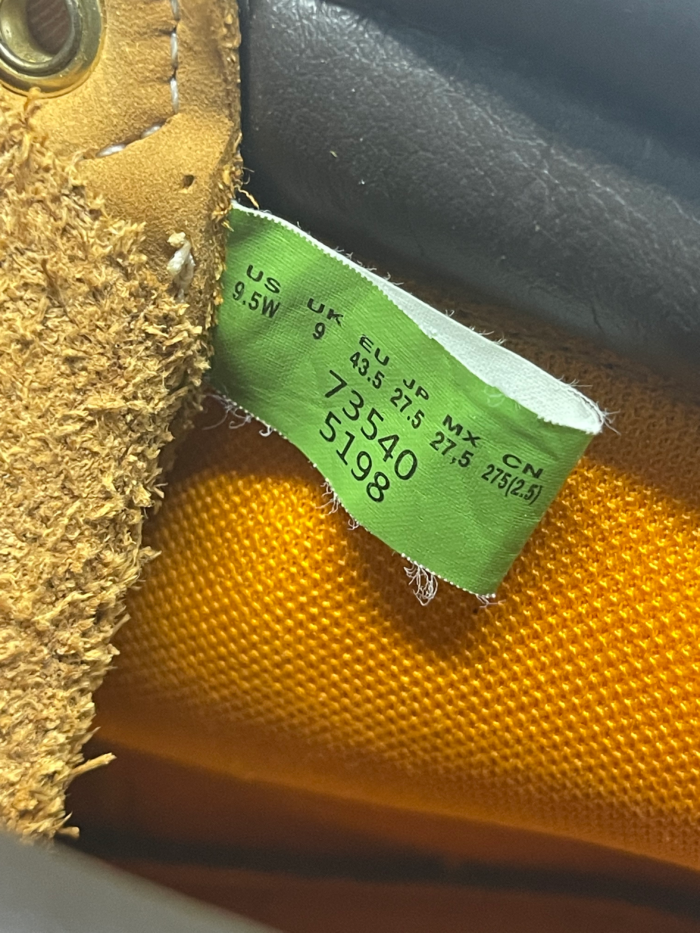 US UK EU JP MX CN
9.5W 9 43.5 27.5 27,5 275(2.5)
73540
5198